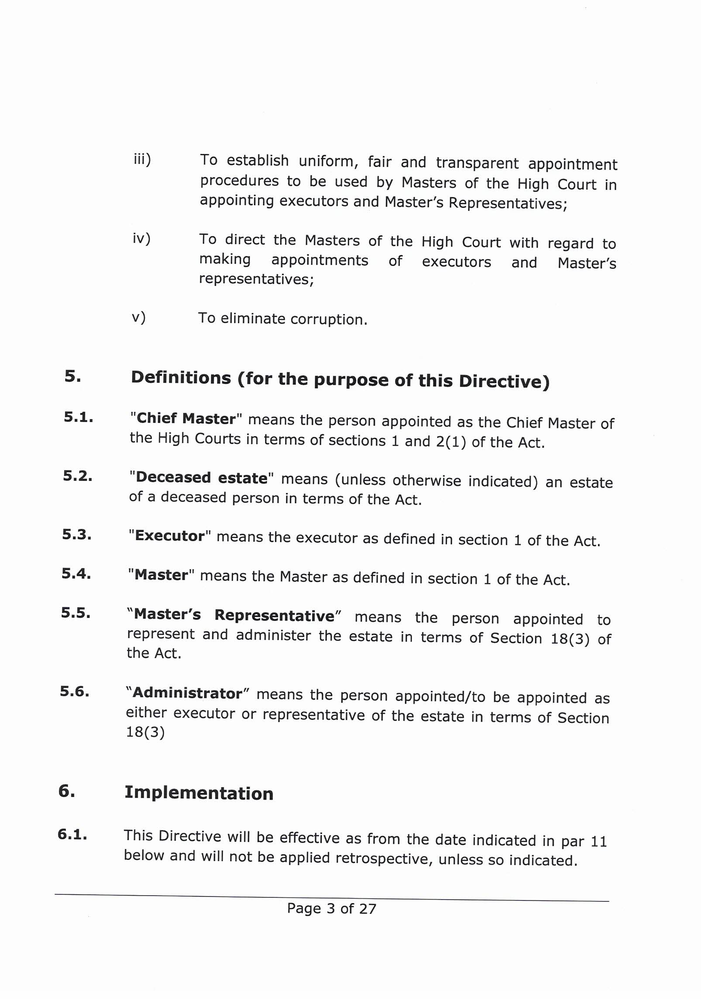 iii) To establish uniform, fair and transparent appointment
procedures to be used by Masters of the High Court in
appointing executors and Master's Representatives;
iv) To direct the Masters of the High Court with regard to
making appointments of executors and Master's
representatives;
v) To eliminate corruption.
5. Definitions (for the purpose of this Directive)
5.1. "Chief Master" means the person appointed as the Chief Master of
the High Courts in terms of sections 1 and 2(1) of the Act.
5.2. "Deceased estate" means (unless otherwise indicated) an estate
of a deceased person in terms of the Act.
5.3. "Executor" means the executor as defined in section 1 of the Act.
5.4. "Master" means the Master as defined in section 1 of the Act.
5.5. “Master’s Representative” means the person appointed to
represent and administer the estate in terms of Section 18(3) of
the Act.
5.6. “Administrator” means the person appointed/to be appointed as
either executor or representative of the estate in terms of Section
18(3)
6. Implementation
6.1. This Directive will be effective as from the date indicated in par 11
below and will not be applied retrospective, unless so indicated.
Page 3 of 27